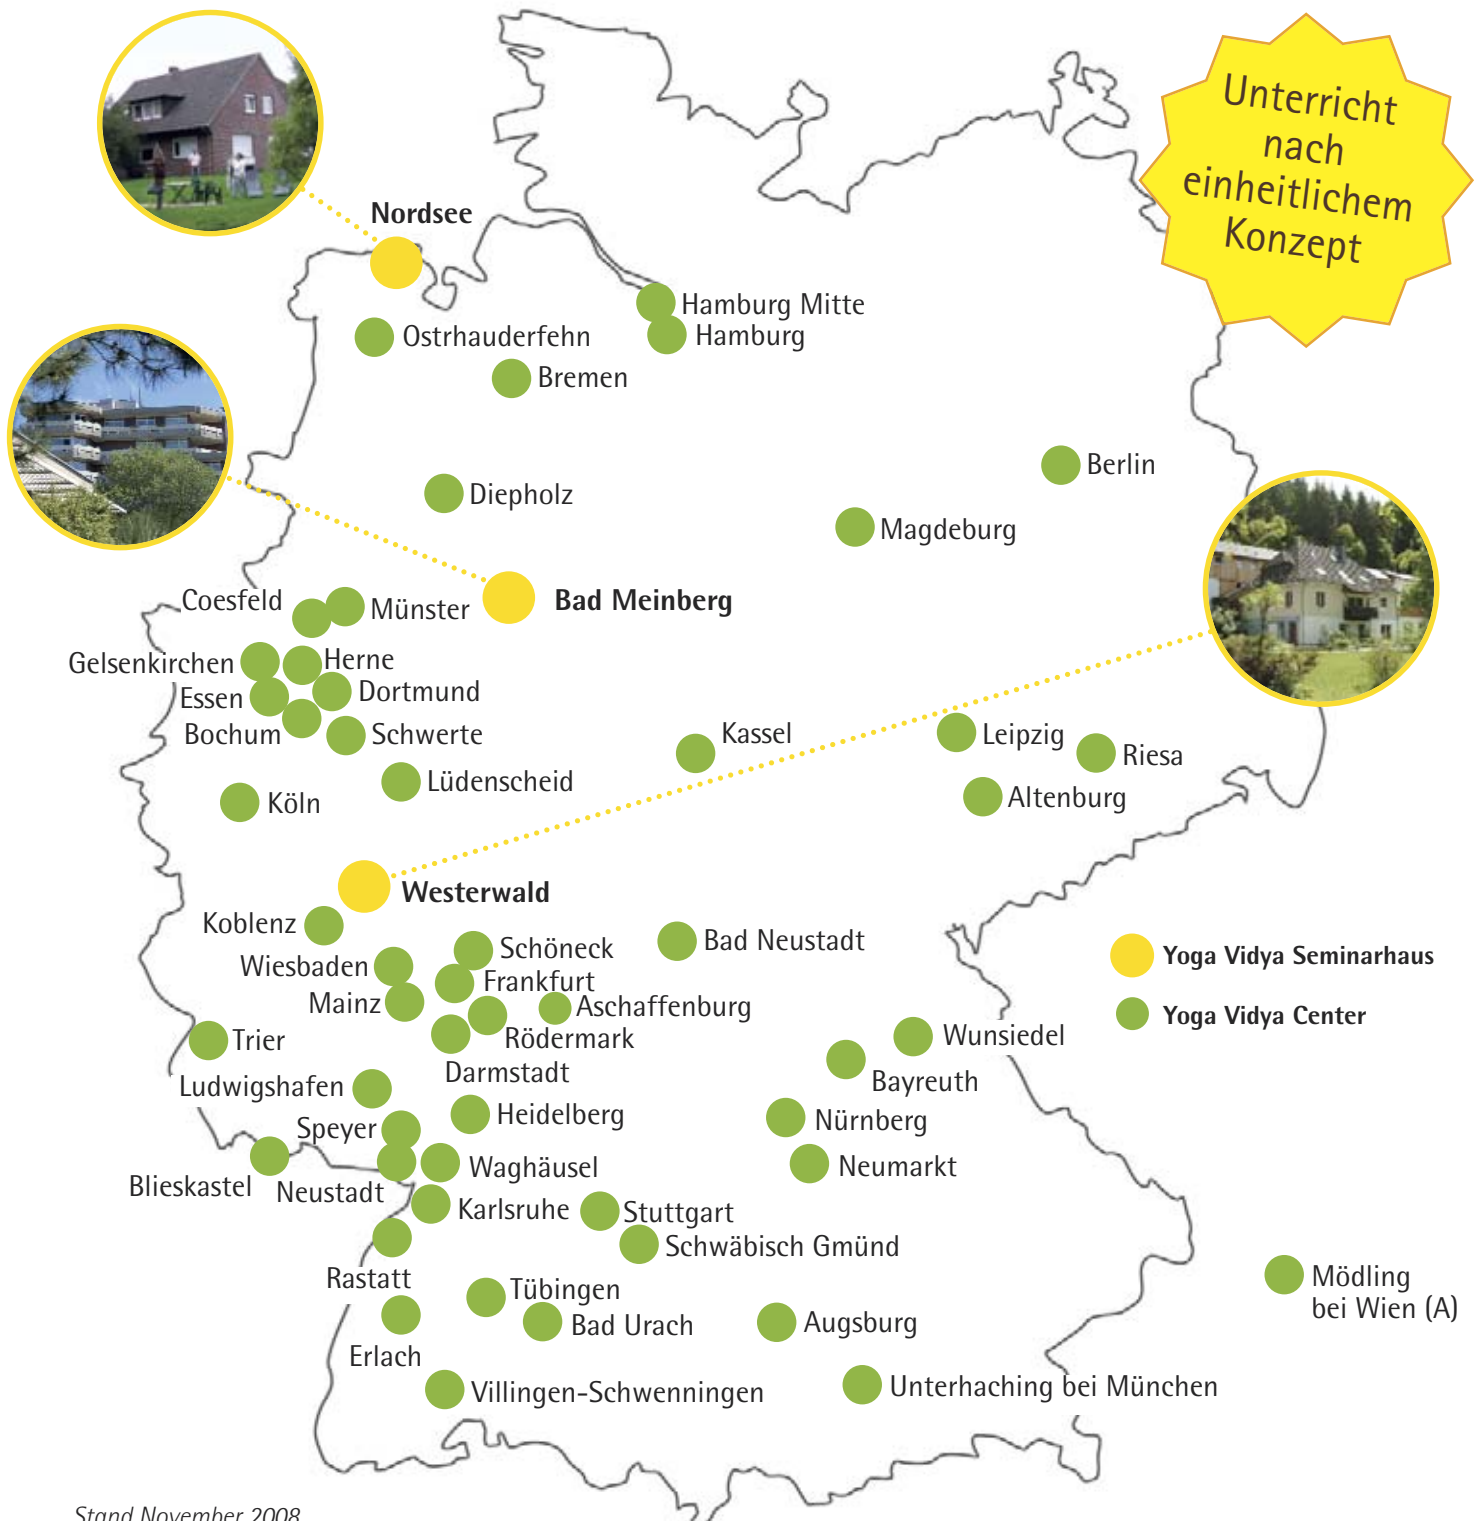 Unterricht
nach
einheitlichem
Konzept
Nordsee
Hamburg Mitte
Ostrhauderfehn
Hamburg
Bremen
Berlin
Diepholz
Magdeburg
Coesfeld
Münster
Bad Meinberg
Gelsenkirchen
Herne
Essen
Dortmund
Bochum
Schwerte
Kassel
Leipzig
Riesa
Lüdenscheid
Köln
Altenburg
Westerwald
Koblenz
Schöneck
Bad Neustadt
Wiesbaden
Frankfurt
Mainz
Aschaffenburg
Yoga Vidya Seminarhaus
Yoga Vidya Center
Trier
Rödermark
Wunsiedel
Darmstadt
Bayreuth
Ludwigshafen
Heidelberg
Nürnberg
Speyer
Waghäusel
Neumarkt
Blieskastel
Neustadt
Karlsruhe
Stuttgart
Schwäbisch Gmünd
Rastatt
Tübingen
Mödling
bei Wien (A)
Bad Urach
Augsburg
Erlach
Villingen-Schwenningen
Unterhaching bei München
Stand November 2008